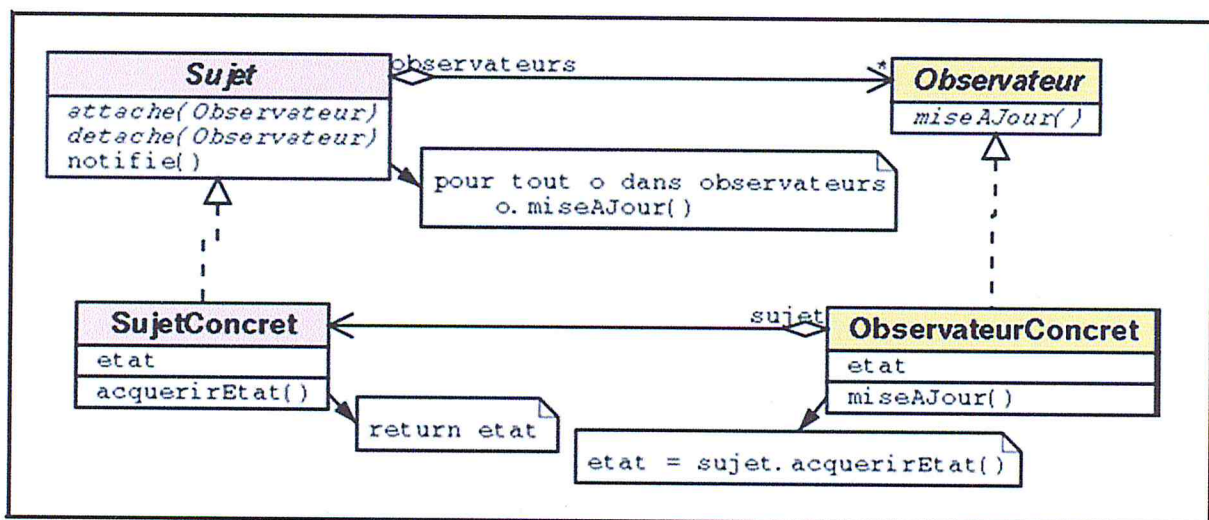 Sujet
attache(Observateur)
detache(Observateur)
notifie()
observateurs
*
Observateur
miseAJour()
pour tout o dans observateurs
o.miseAJour()
SujetConcret
etat
acquerirEtat()
return etat
sujet
ObservateurConcret
etat
miseAJour()
etat = sujet.acquerirEtat()